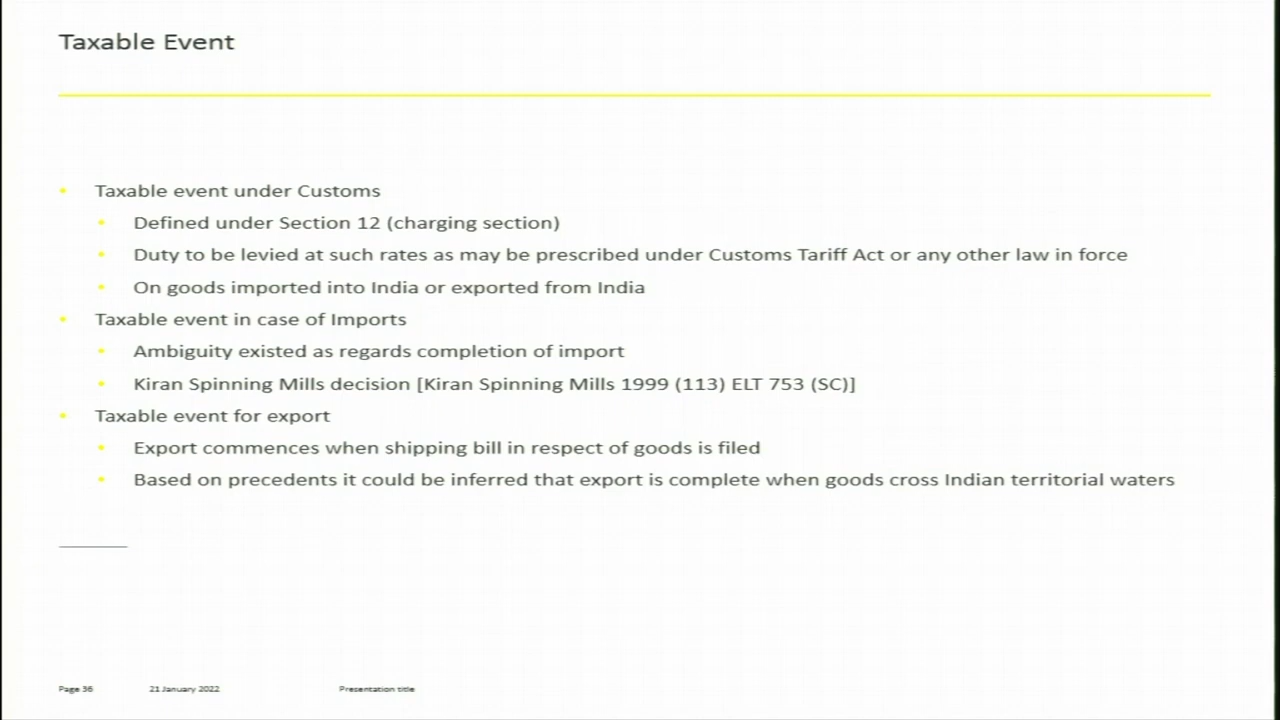 Taxable Event
Taxable event under Customs
Defined under Section 12 (charging section)
Duty to be levied at such rates as may be prescribed under Customs Tariff Act or any other law in force
On goods imported into India or exported from India
Taxable event in case of Imports
Ambiguity existed as regards completion of import
Kiran Spinning Mills decision [Kiran Spinning Mills 1999 (113) ELT 753 (SC)]
Taxable event for export
Export commences when shipping bill in respect of goods is filed
Based on precedents it could be inferred that export is complete when goods cross Indian territorial waters
Page 36 21 January 2022 Presentation title